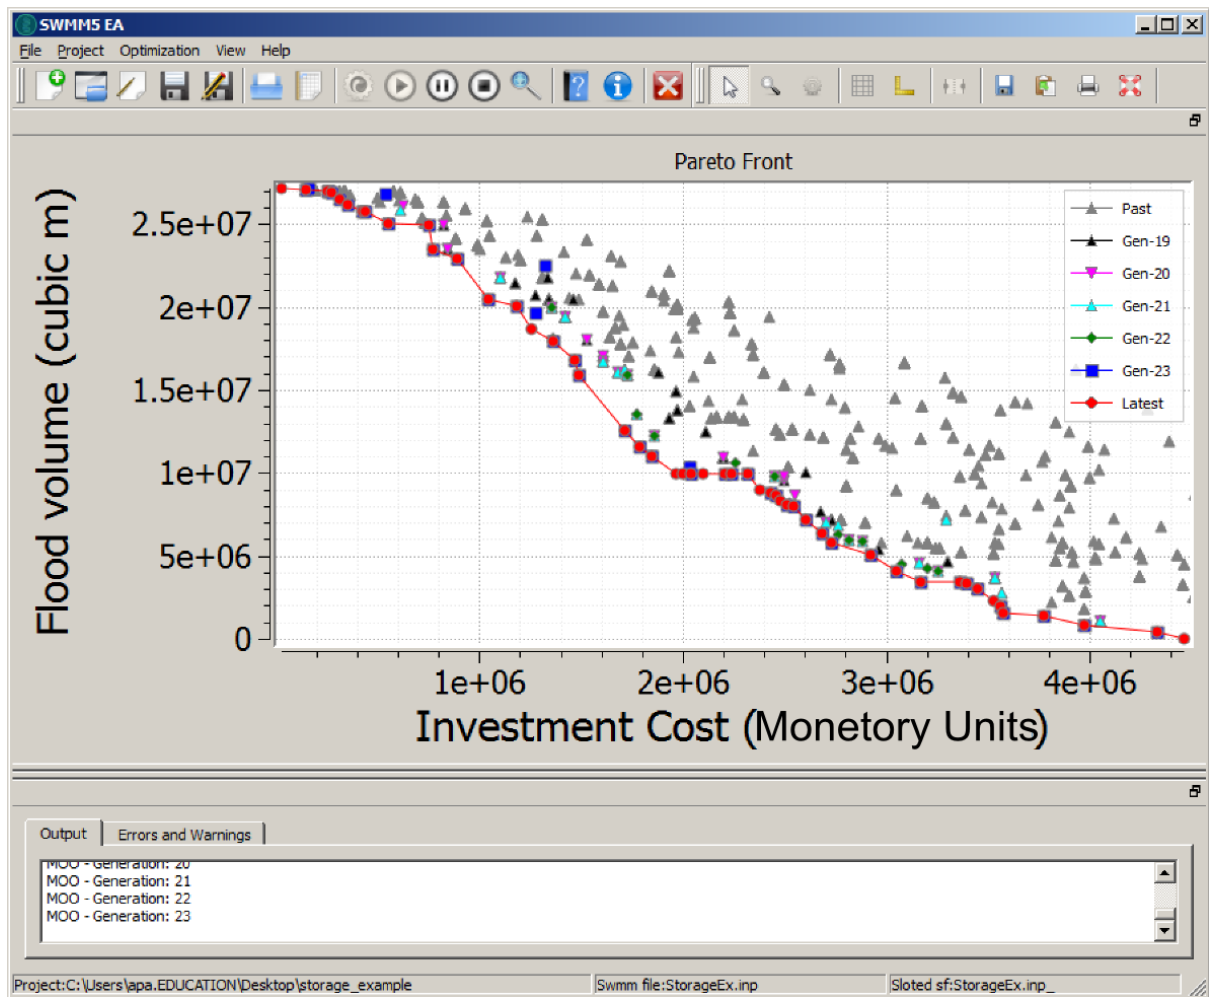 SWMM5 EA
File Project Optimization View Help
Pareto Front
Flood volume (cubic m)
2.5e+07
2e+07
1.5e+07
1e+07
5e+06
0
Past
Gen-19
Gen-20
Gen-21
Gen-22
Gen-23
Latest
1e+06 2e+06 3e+06 4e+06
Investment Cost (Monetory Units)
Output Errors and Warnings
MOO - Generation: 20
MOO - Generation: 21
MOO - Generation: 22
MOO - Generation: 23
Project:C:\Users\apa.EDUCATION\Desktop\storage_example Swmm file:StorageEx.inp Sloted sf:StorageEx.inp_